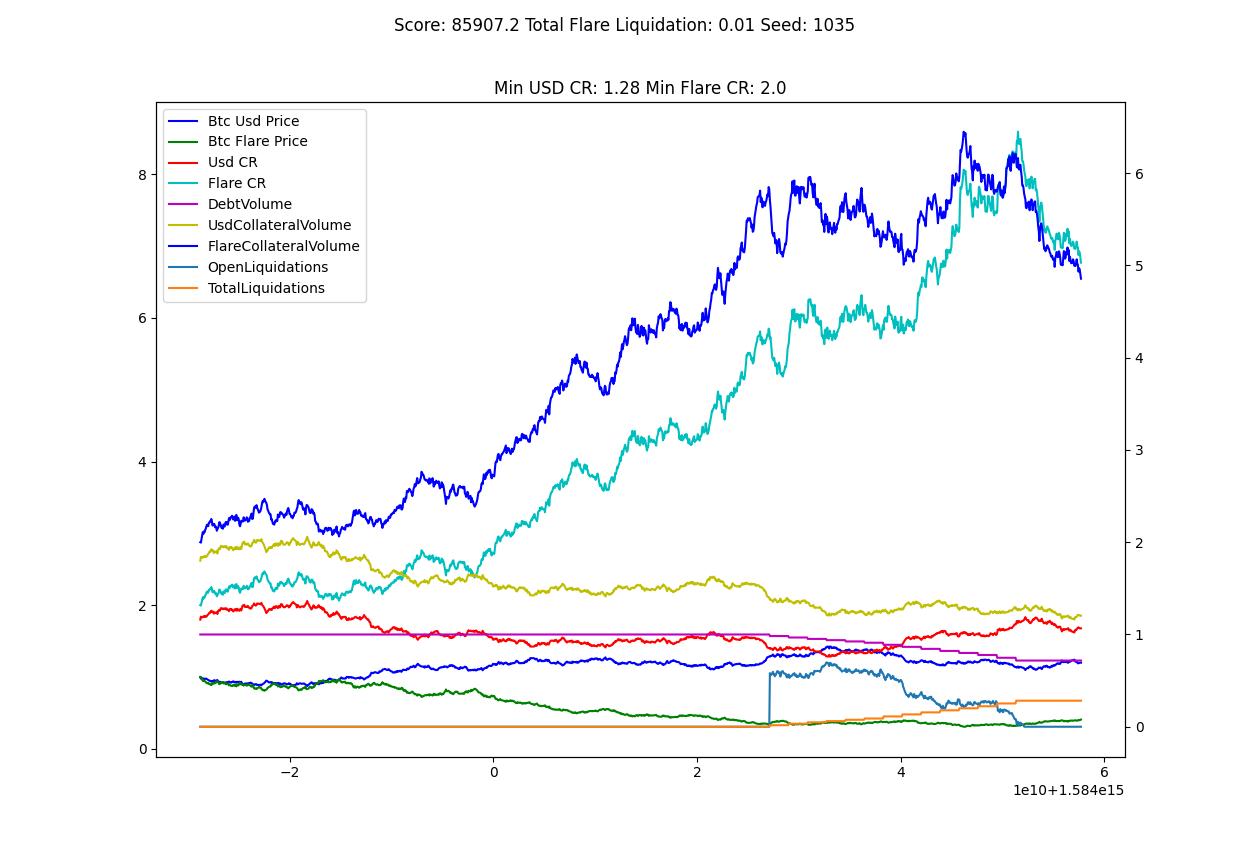 Score: 85907.2 Total Flare Liquidation: 0.01 Seed: 1035
Min USD CR: 1.28 Min Flare CR: 2.0
Btc Usd Price
Btc Flare Price
Usd CR
Flare CR
DebtVolume
UsdCollateralVolume
FlareCollateralVolume
OpenLiquidations
TotalLiquidations
8
6
4
2
0
6
5
4
3
2
1
0
−2
0
2
4
6
1e10+1.584e15